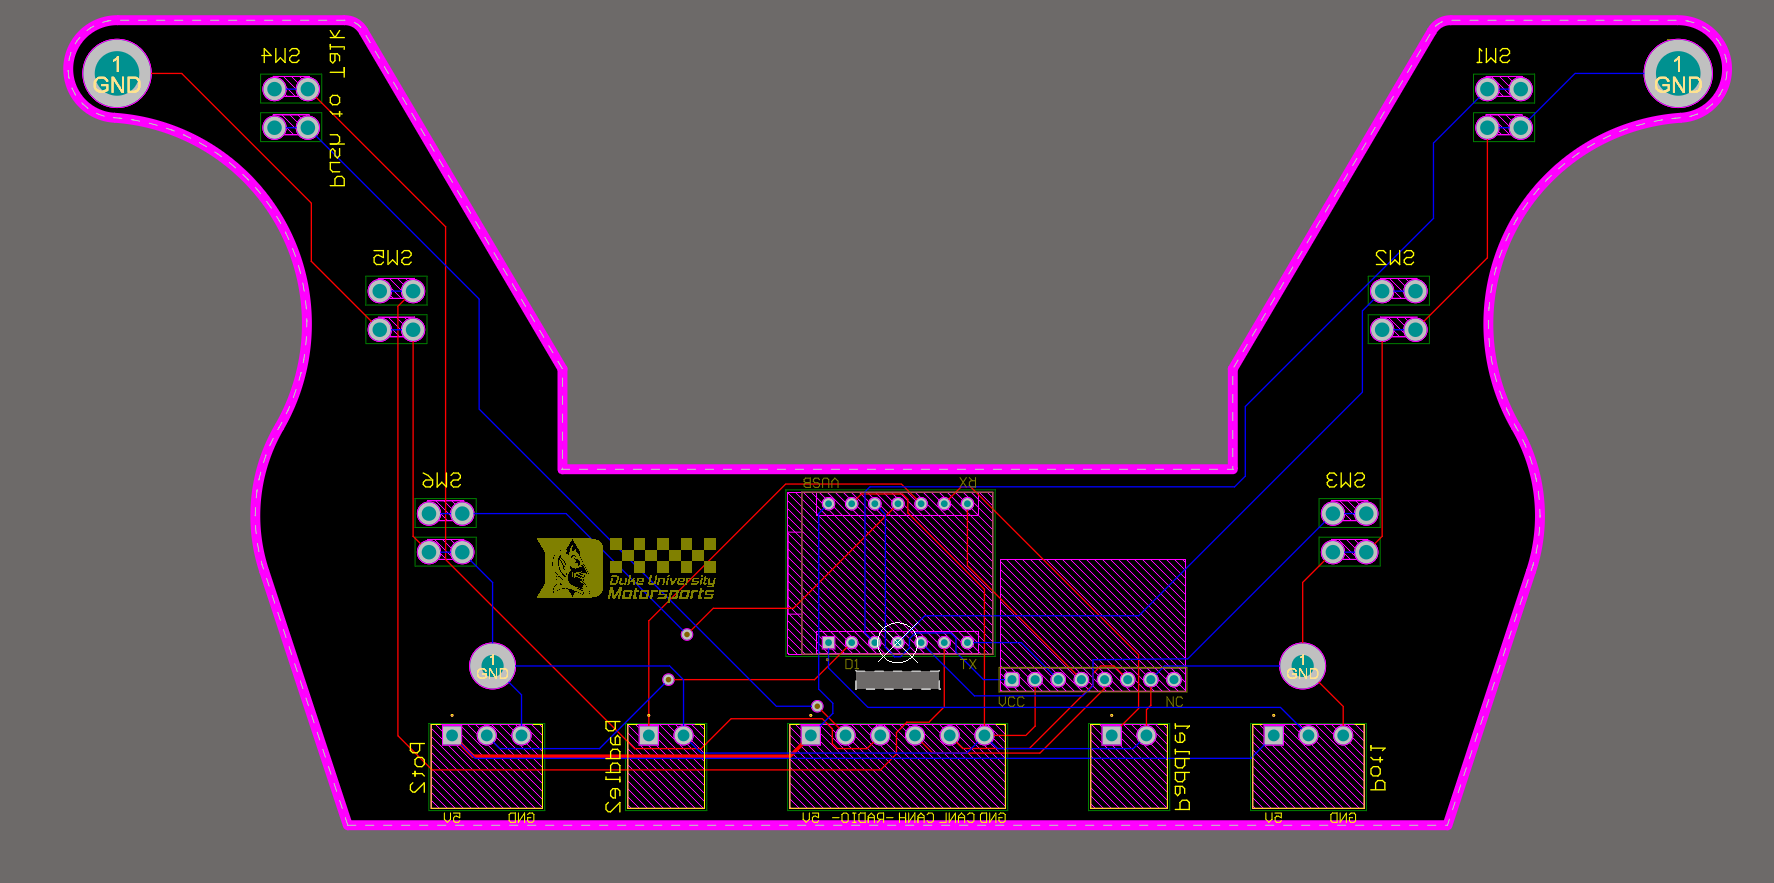 SW4
Push to Talk
SW1
1
GND
1
GND
SW5
SW2
SW6
SW3
VUSB
RX
Duke University
Motorsports
D1
TX
1
GND
1
GND
VCC
NC
Pot2
Paddle2
Paddle1
Pot1
5V
GND
5V
-RADIO-
CANH
CANL
GND
5V
GND